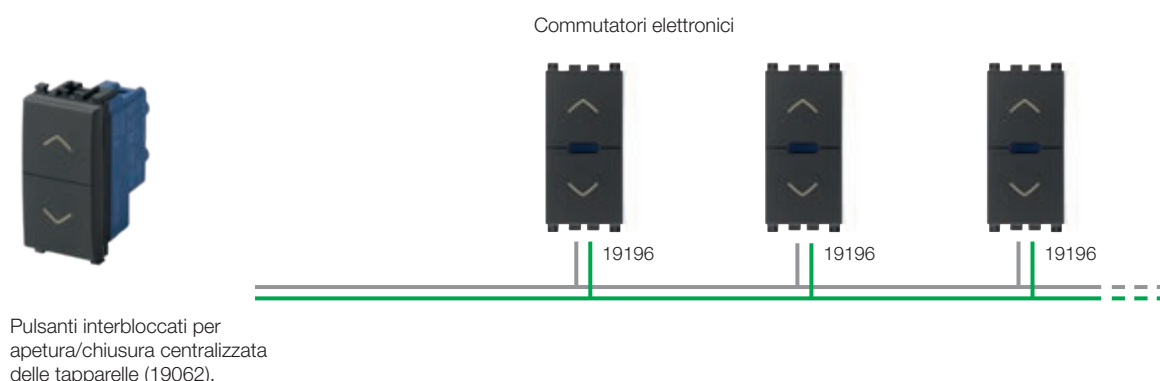 Commutatori elettronici
19196
19196
19196
Pulsanti interbloccati per
apetura/chiusura centralizzata
delle tapparelle (19062).